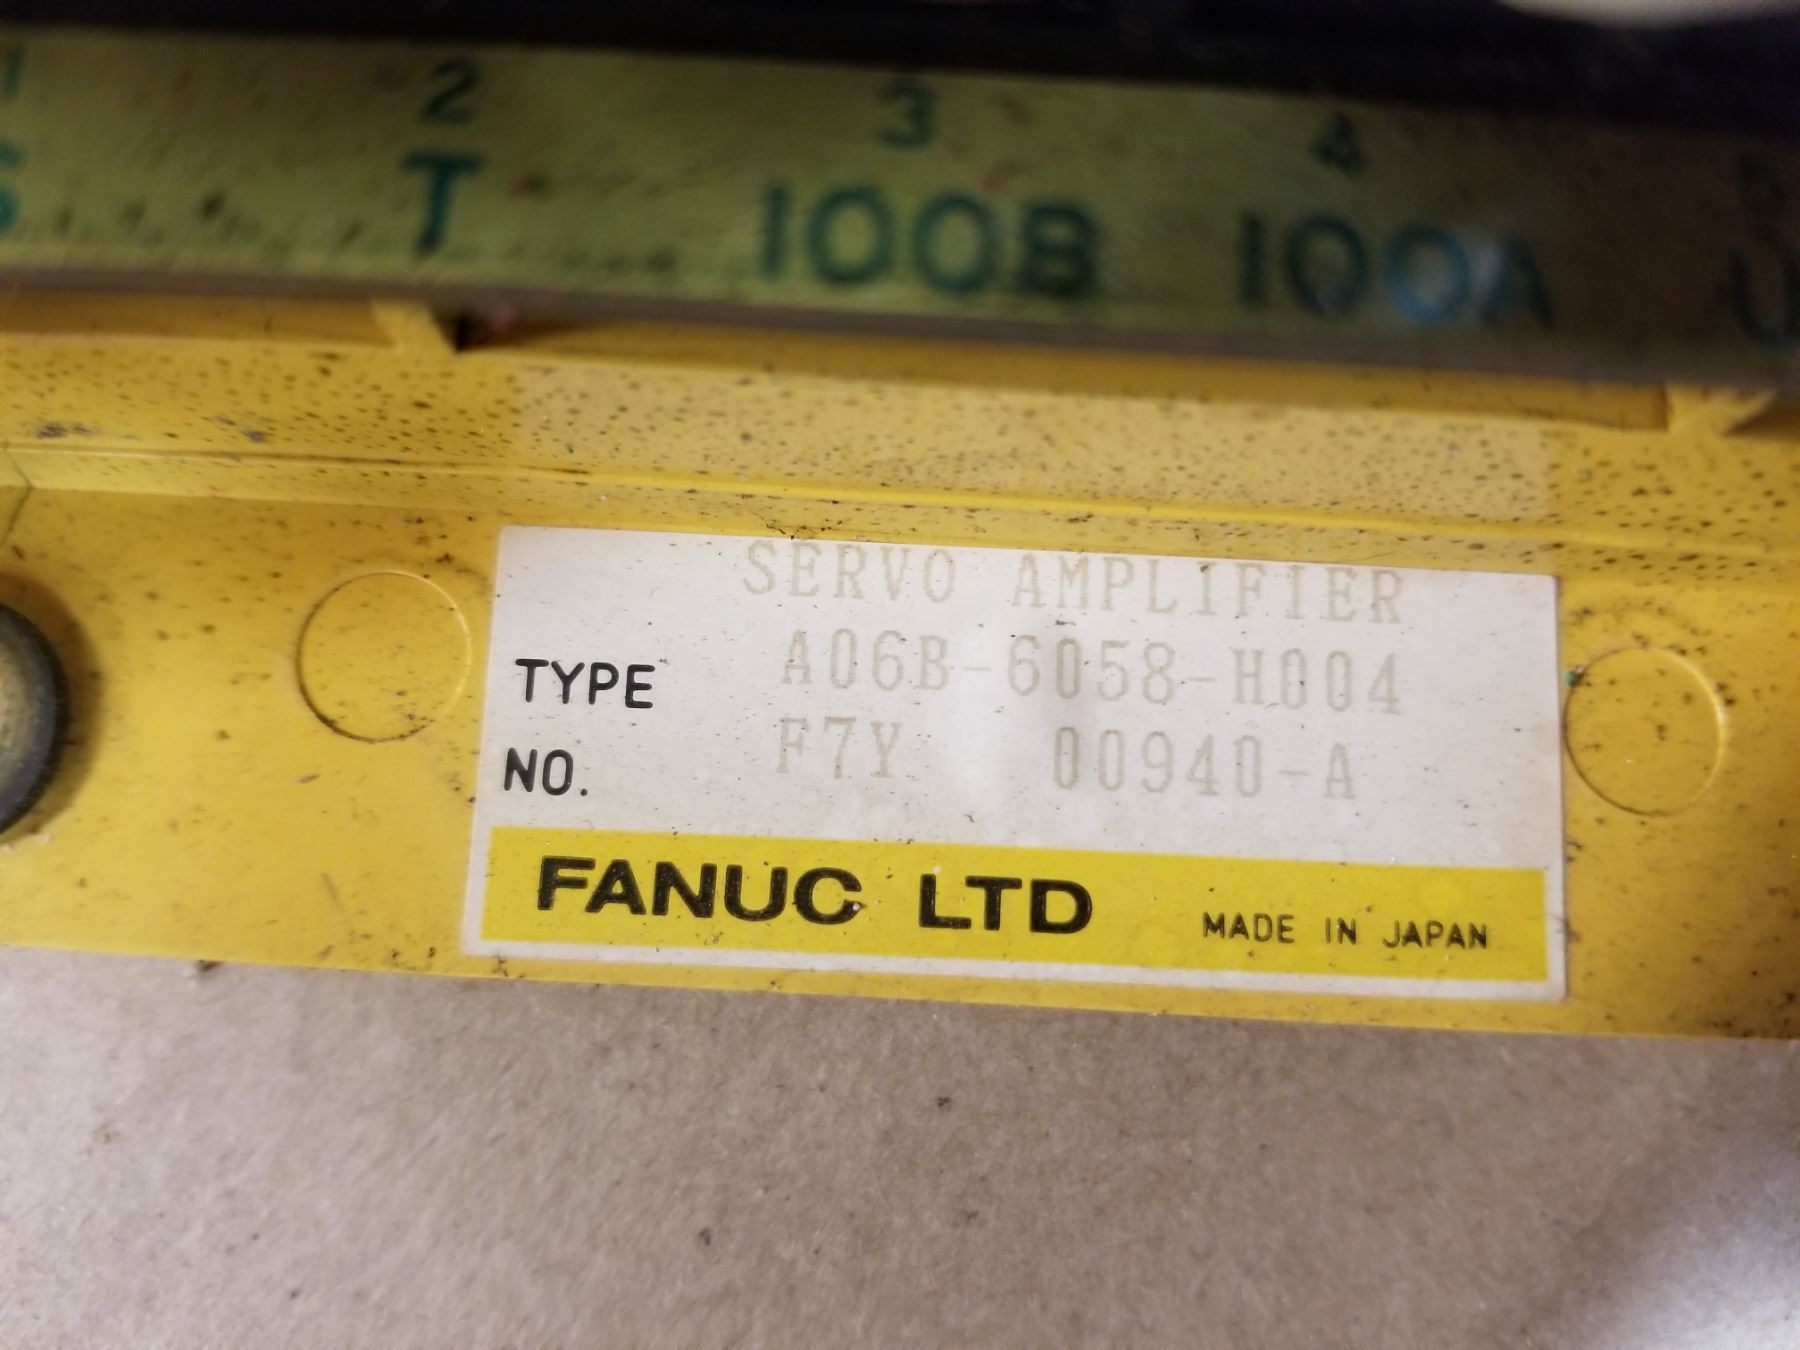 2 3 4
T 100B 100A
SERVO AMPLIFIER
TYPE A06B-6058-H004
NO. F7Y 00940-A
FANUC LTD MADE IN JAPAN